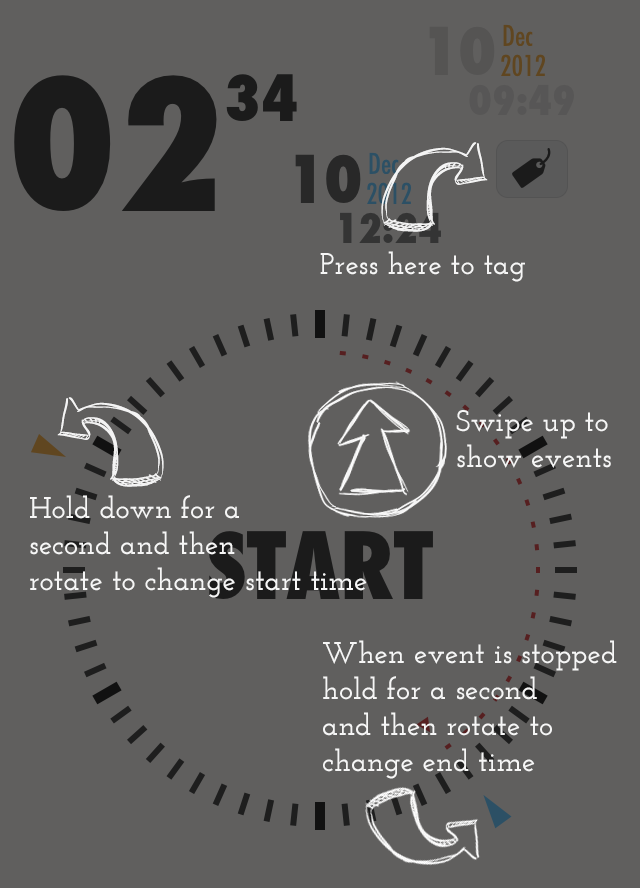 10 Dec
2012
09:49
02 34
10 Dec
2012
12:24
Press here to tag
Swipe up to
show events
Hold down for a
second and then
rotate to change start time
START
When event is stopped
hold for a second
and then rotate to
change end time